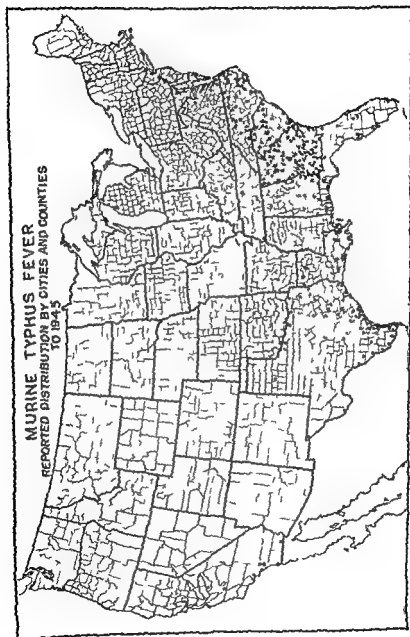 MURINE TYPHUS FEVER
REPORTED DISTRIBUTION BY CITIES AND COUNTIES
TO 1945